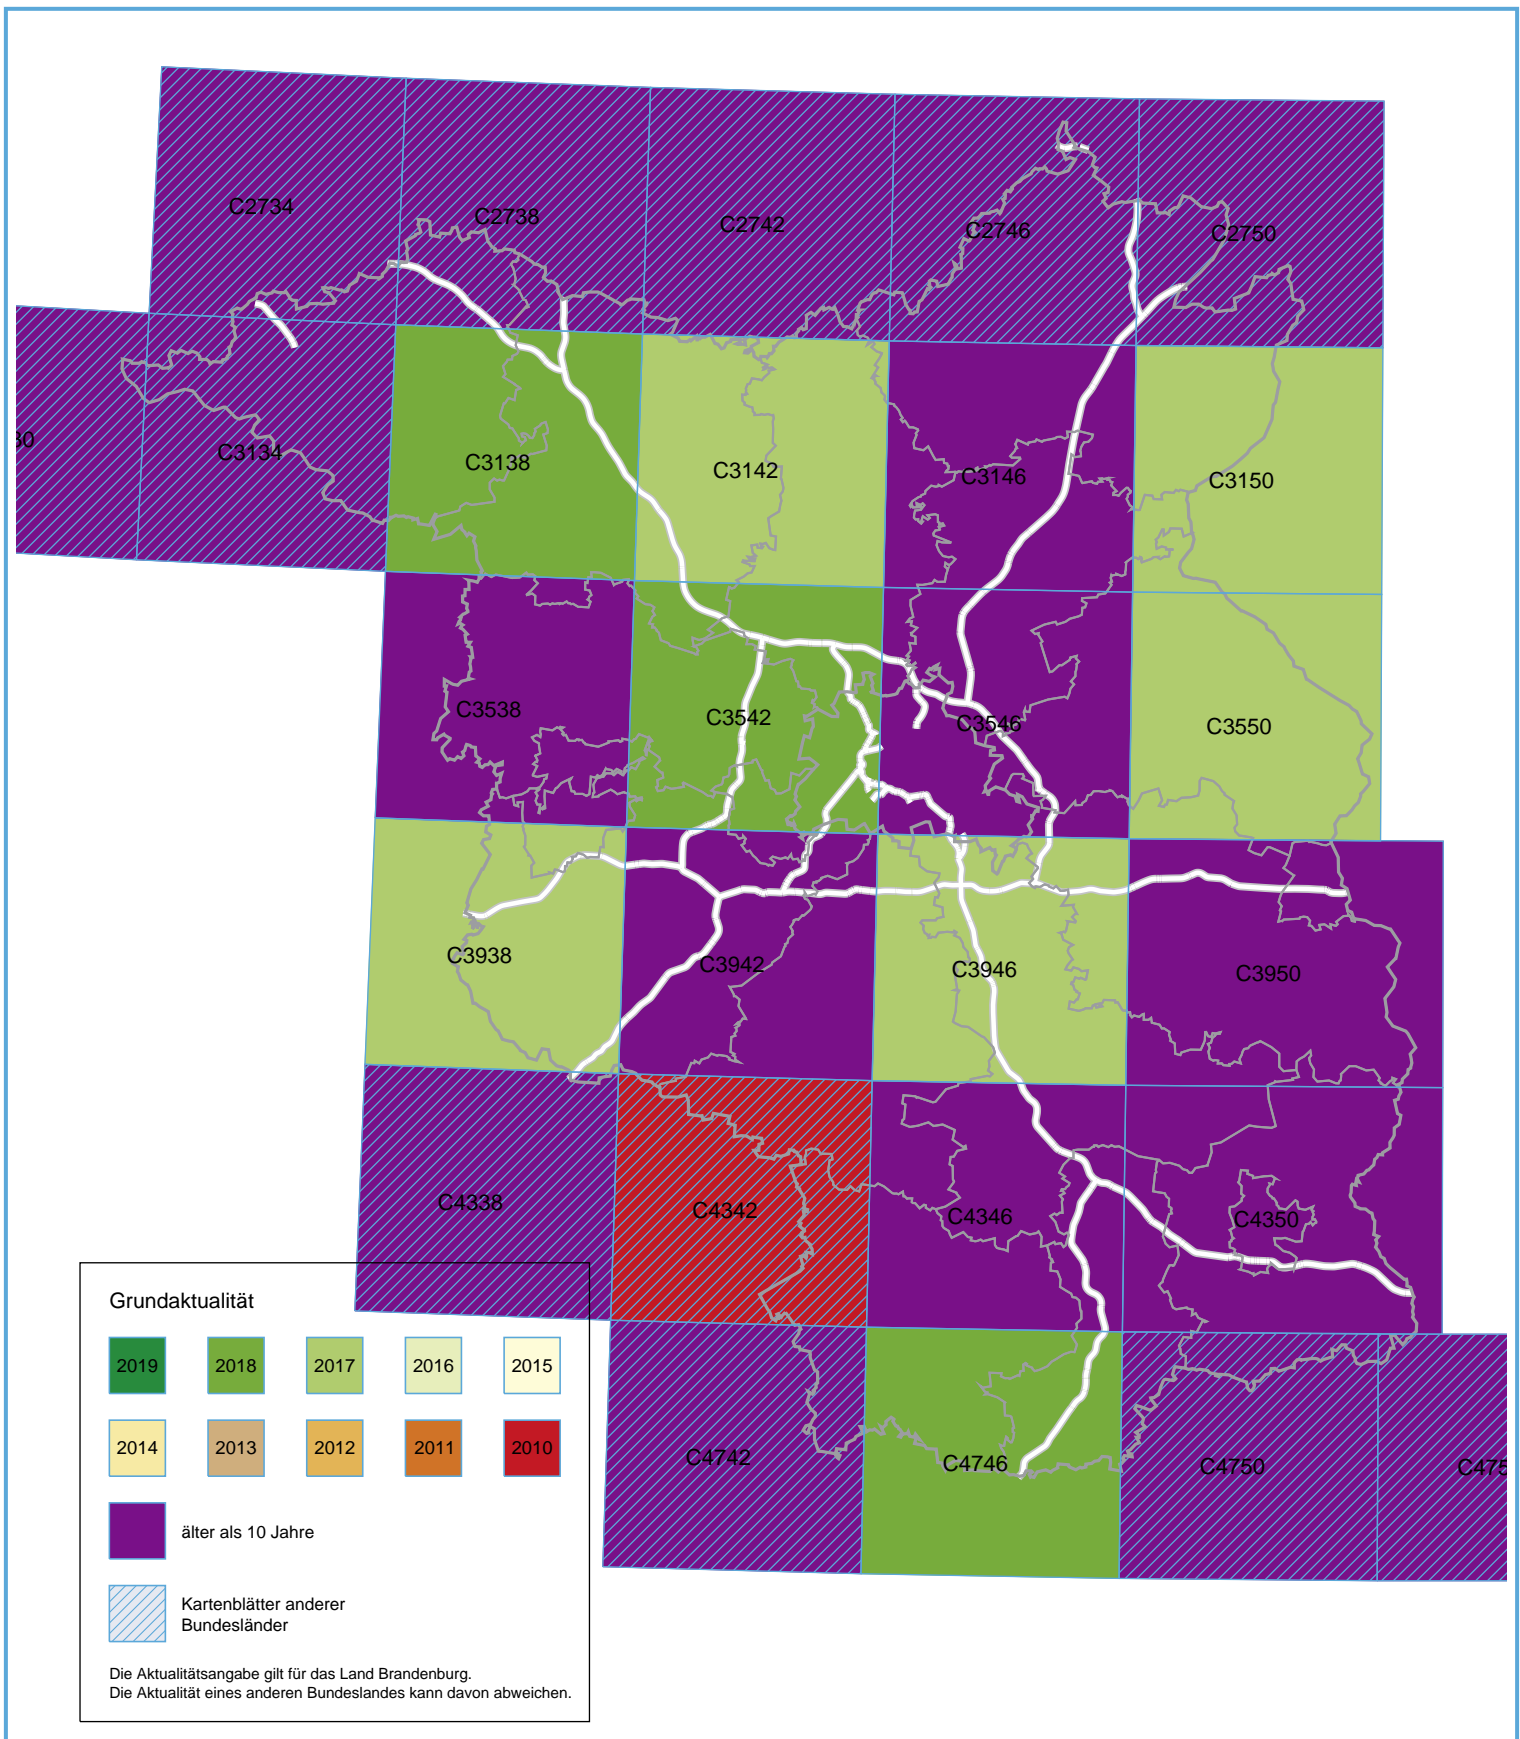 C2734
C2738
C2742
C2746
C2750
30
C3134
C3138
C3142
C3146
C3150
C3538
C3542
C3546
C3550
C3938
C3942
C3946
C3950
C4338
C4342
C4346
C4350
C4742
C4746
C4750
C475
Grundaktualität
2019 2018 2017 2016 2015
2014 2013 2012 2011 2010
älter als 10 Jahre
Kartenblätter anderer
Bundesländer
Die Aktualitätsangabe gilt für das Land Brandenburg.
Die Aktualität eines anderen Bundeslandes kann davon abweichen.